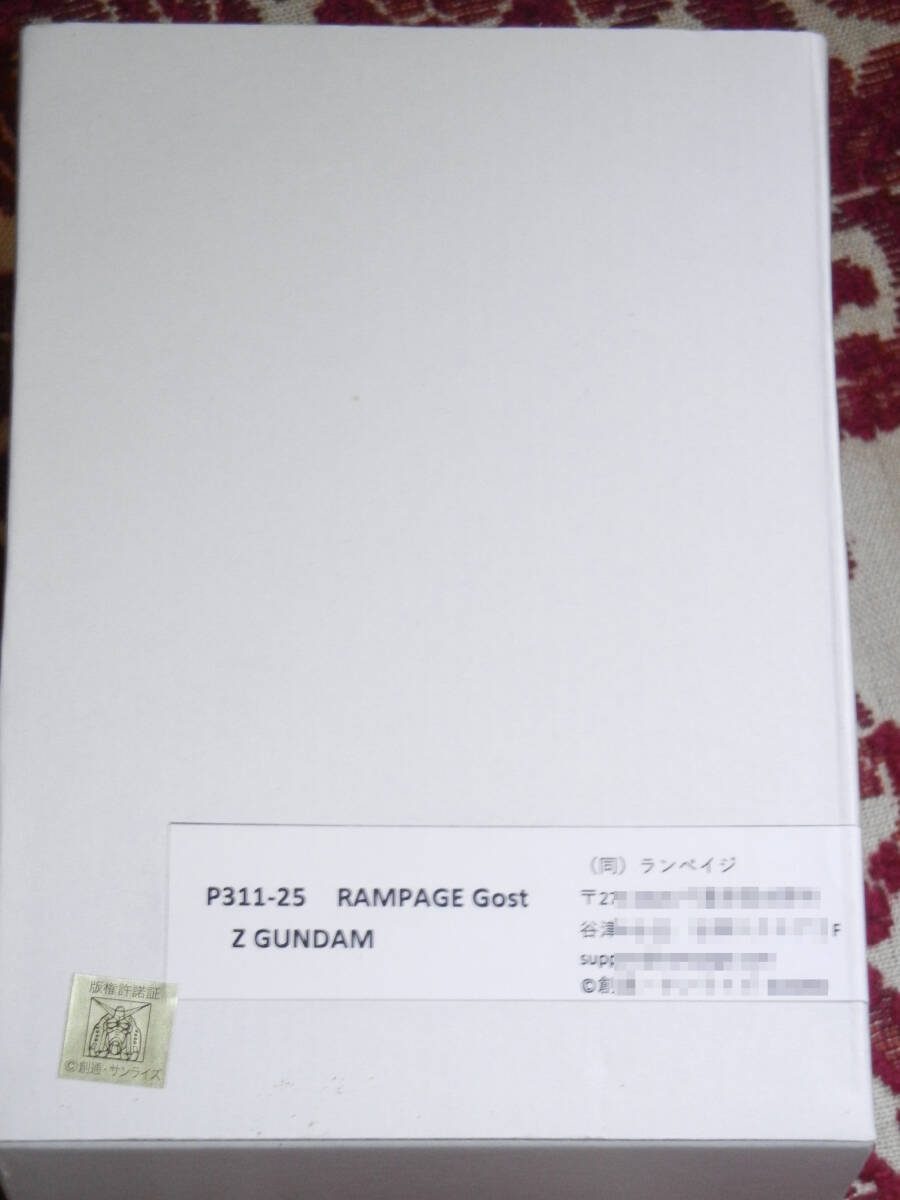 P311-25 RAMPAGE Gost
Z GUNDAM
（同）ランペイジ
〒27
谷津 F
supp
©創
版権許諾証
©創通・サンライズ